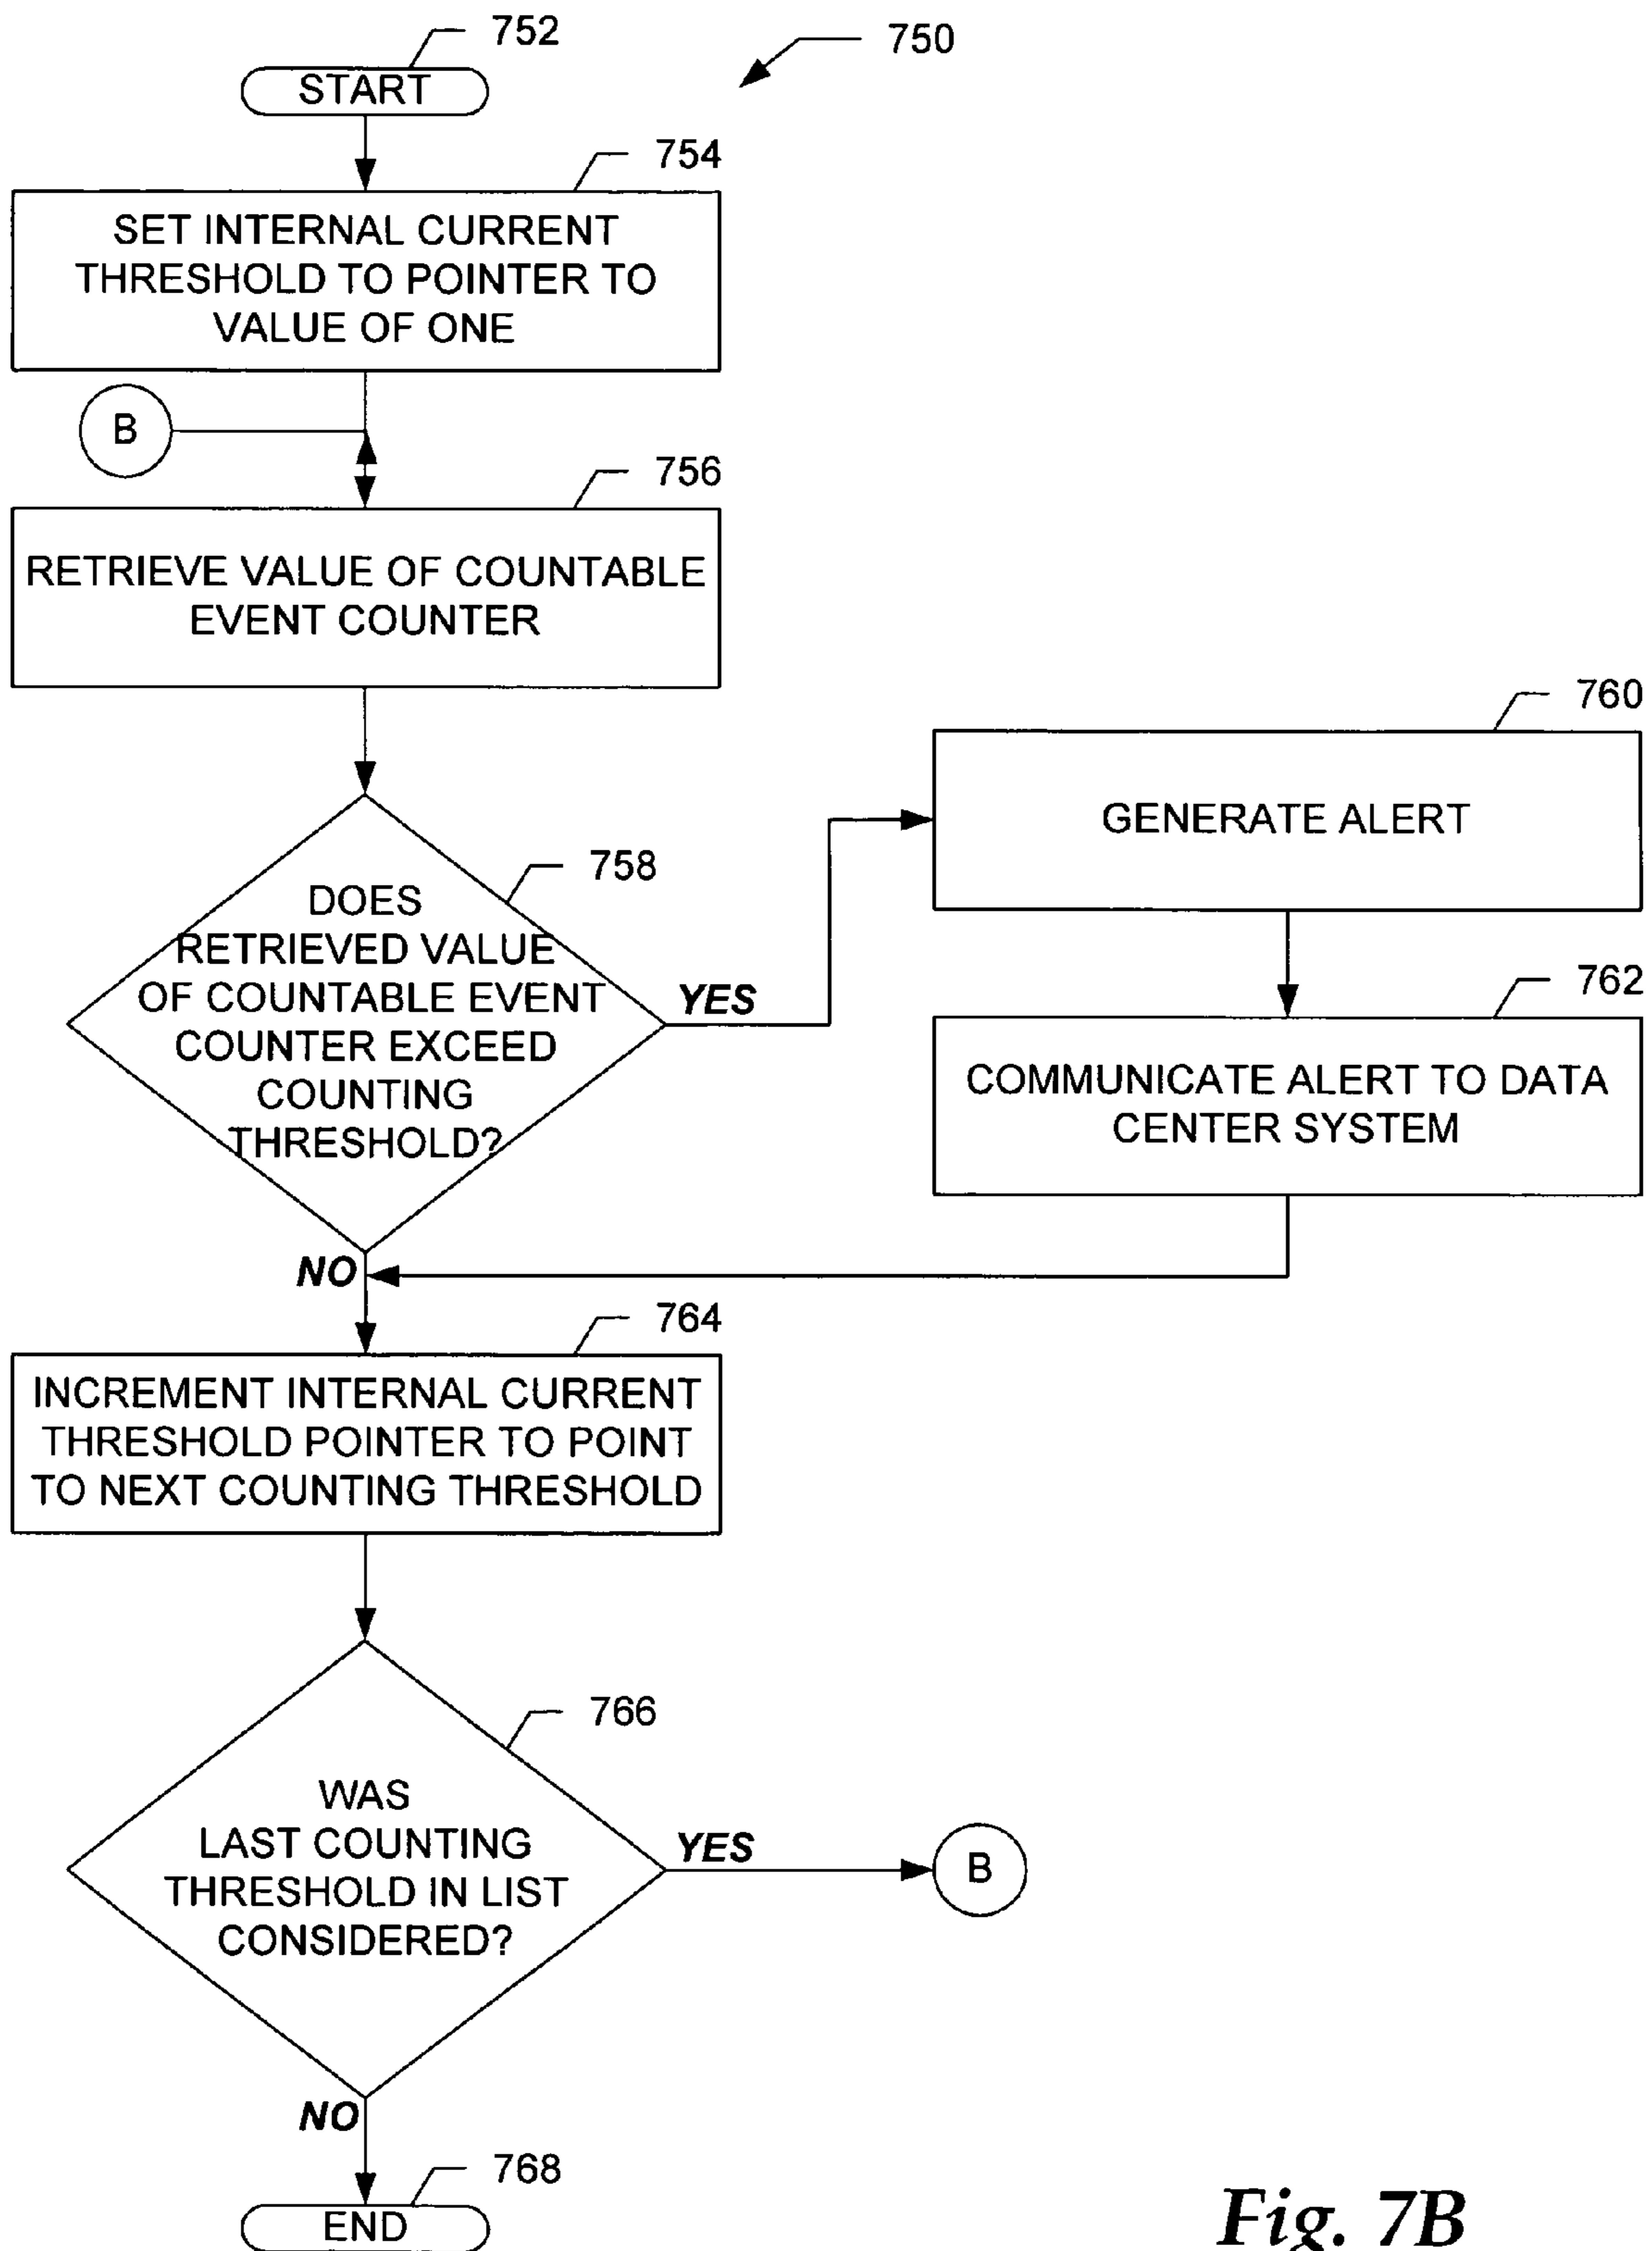 752
750
START
754
SET INTERNAL CURRENT
THRESHOLD TO POINTER TO
VALUE OF ONE
B
756
RETRIEVE VALUE OF COUNTABLE
EVENT COUNTER
760
GENERATE ALERT
758
DOES
RETRIEVED VALUE
OF COUNTABLE EVENT
COUNTER EXCEED
COUNTING
THRESHOLD?
YES
762
COMMUNICATE ALERT TO DATA
CENTER SYSTEM
NO
764
INCREMENT INTERNAL CURRENT
THRESHOLD POINTER TO POINT
TO NEXT COUNTING THRESHOLD
766
WAS
LAST COUNTING
THRESHOLD IN LIST
CONSIDERED?
YES
B
NO
768
END
Fig. 7B